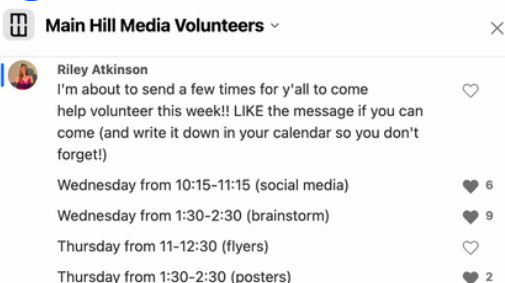 Main Hill Media Volunteers
Riley Atkinson
I'm about to send a few times for y'all to come
help volunteer this week!! LIKE the message if you can
come (and write it down in your calendar so you don't
forget!)
Wednesday from 10:15-11:15 (social media) 6
Wednesday from 1:30-2:30 (brainstorm) 9
Thursday from 11-12:30 (flyers)
Thursday from 1:30-2:30 (posters) 2